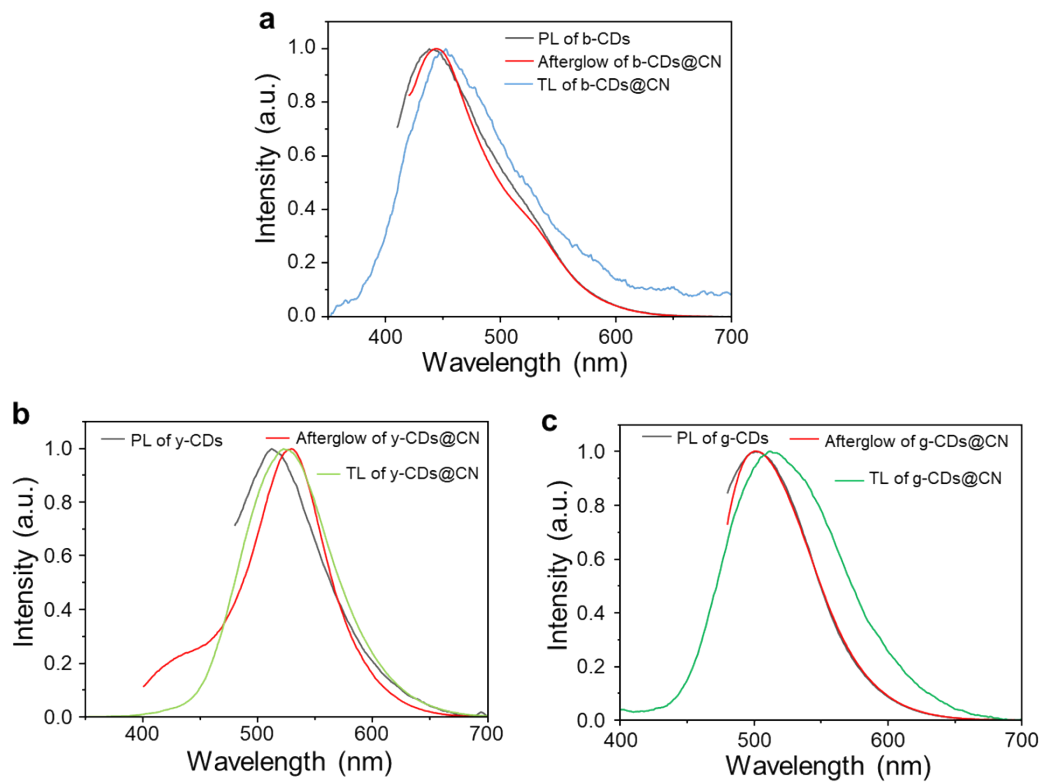 a
PL of b-CDs
Afterglow of b-CDs@CN
TL of b-CDs@CN
Intensity (a.u.)
1.0
0.8
0.6
0.4
0.2
0.0
400 500 600 700
Wavelength (nm)
b
PL of y-CDs
Afterglow of y-CDs@CN
TL of y-CDs@CN
Intensity (a.u.)
1.0
0.8
0.6
0.4
0.2
0.0
400 500 600 700
Wavelength (nm)
c
PL of g-CDs
Afterglow of g-CDs@CN
TL of g-CDs@CN
Intensity (a.u.)
1.0
0.8
0.6
0.4
0.2
0.0
400 500 600 700
Wavelength (nm)